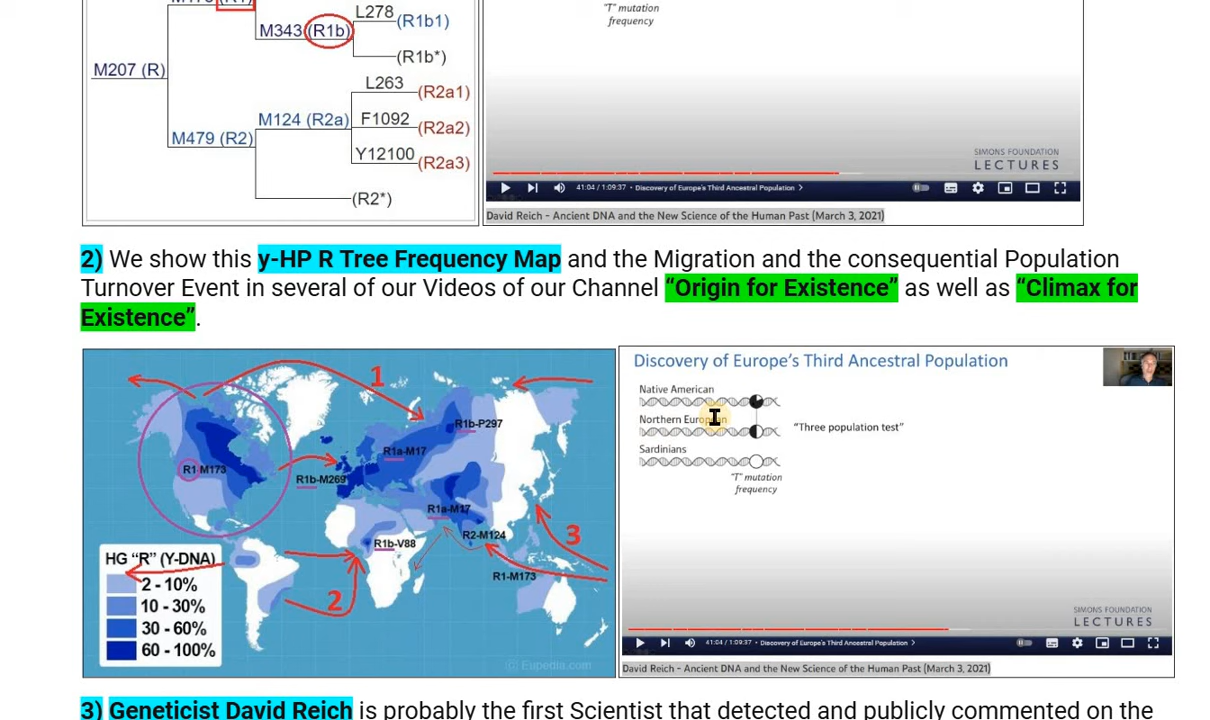 M173 (R1)
L278
(R1b1)
M343 (R1b)
(R1b*)
M207 (R)
L263
(R2a1)
M124 (R2a)
F1092
(R2a2)
M479 (R2)
Y12100
(R2a3)
(R2*)
"T" mutation
frequency
SIMONS FOUNDATION
LECTURES
41:04 / 1:09:37 • Discovery of Europe's Third Ancestral Population >
David Reich - Ancient DNA and the New Science of the Human Past (March 3, 2021)
2) We show this y-HP R Tree Frequency Map and the Migration and the consequential Population
Turnover Event in several of our Videos of our Channel “Origin for Existence” as well as “Climax for
Existence”.
1
R1b-P297
R1a-M17
R1-M173
R1b-M269
R1a-M17
R2-M124
3
R1b-V88
R1-M173
2
HG “R” (Y-DNA)
2 - 10%
10 - 30%
30 - 60%
60 - 100%
© Eupedia.com
Discovery of Europe's Third Ancestral Population
Native American
Northern European
"Three population test"
Sardinians
"T" mutation
frequency
SIMONS FOUNDATION
LECTURES
41:04 / 1:09:37 • Discovery of Europe's Third Ancestral Population >
David Reich - Ancient DNA and the New Science of the Human Past (March 3, 2021)
3) Geneticist David Reich is probably the first Scientist that detected and publicly commented on the